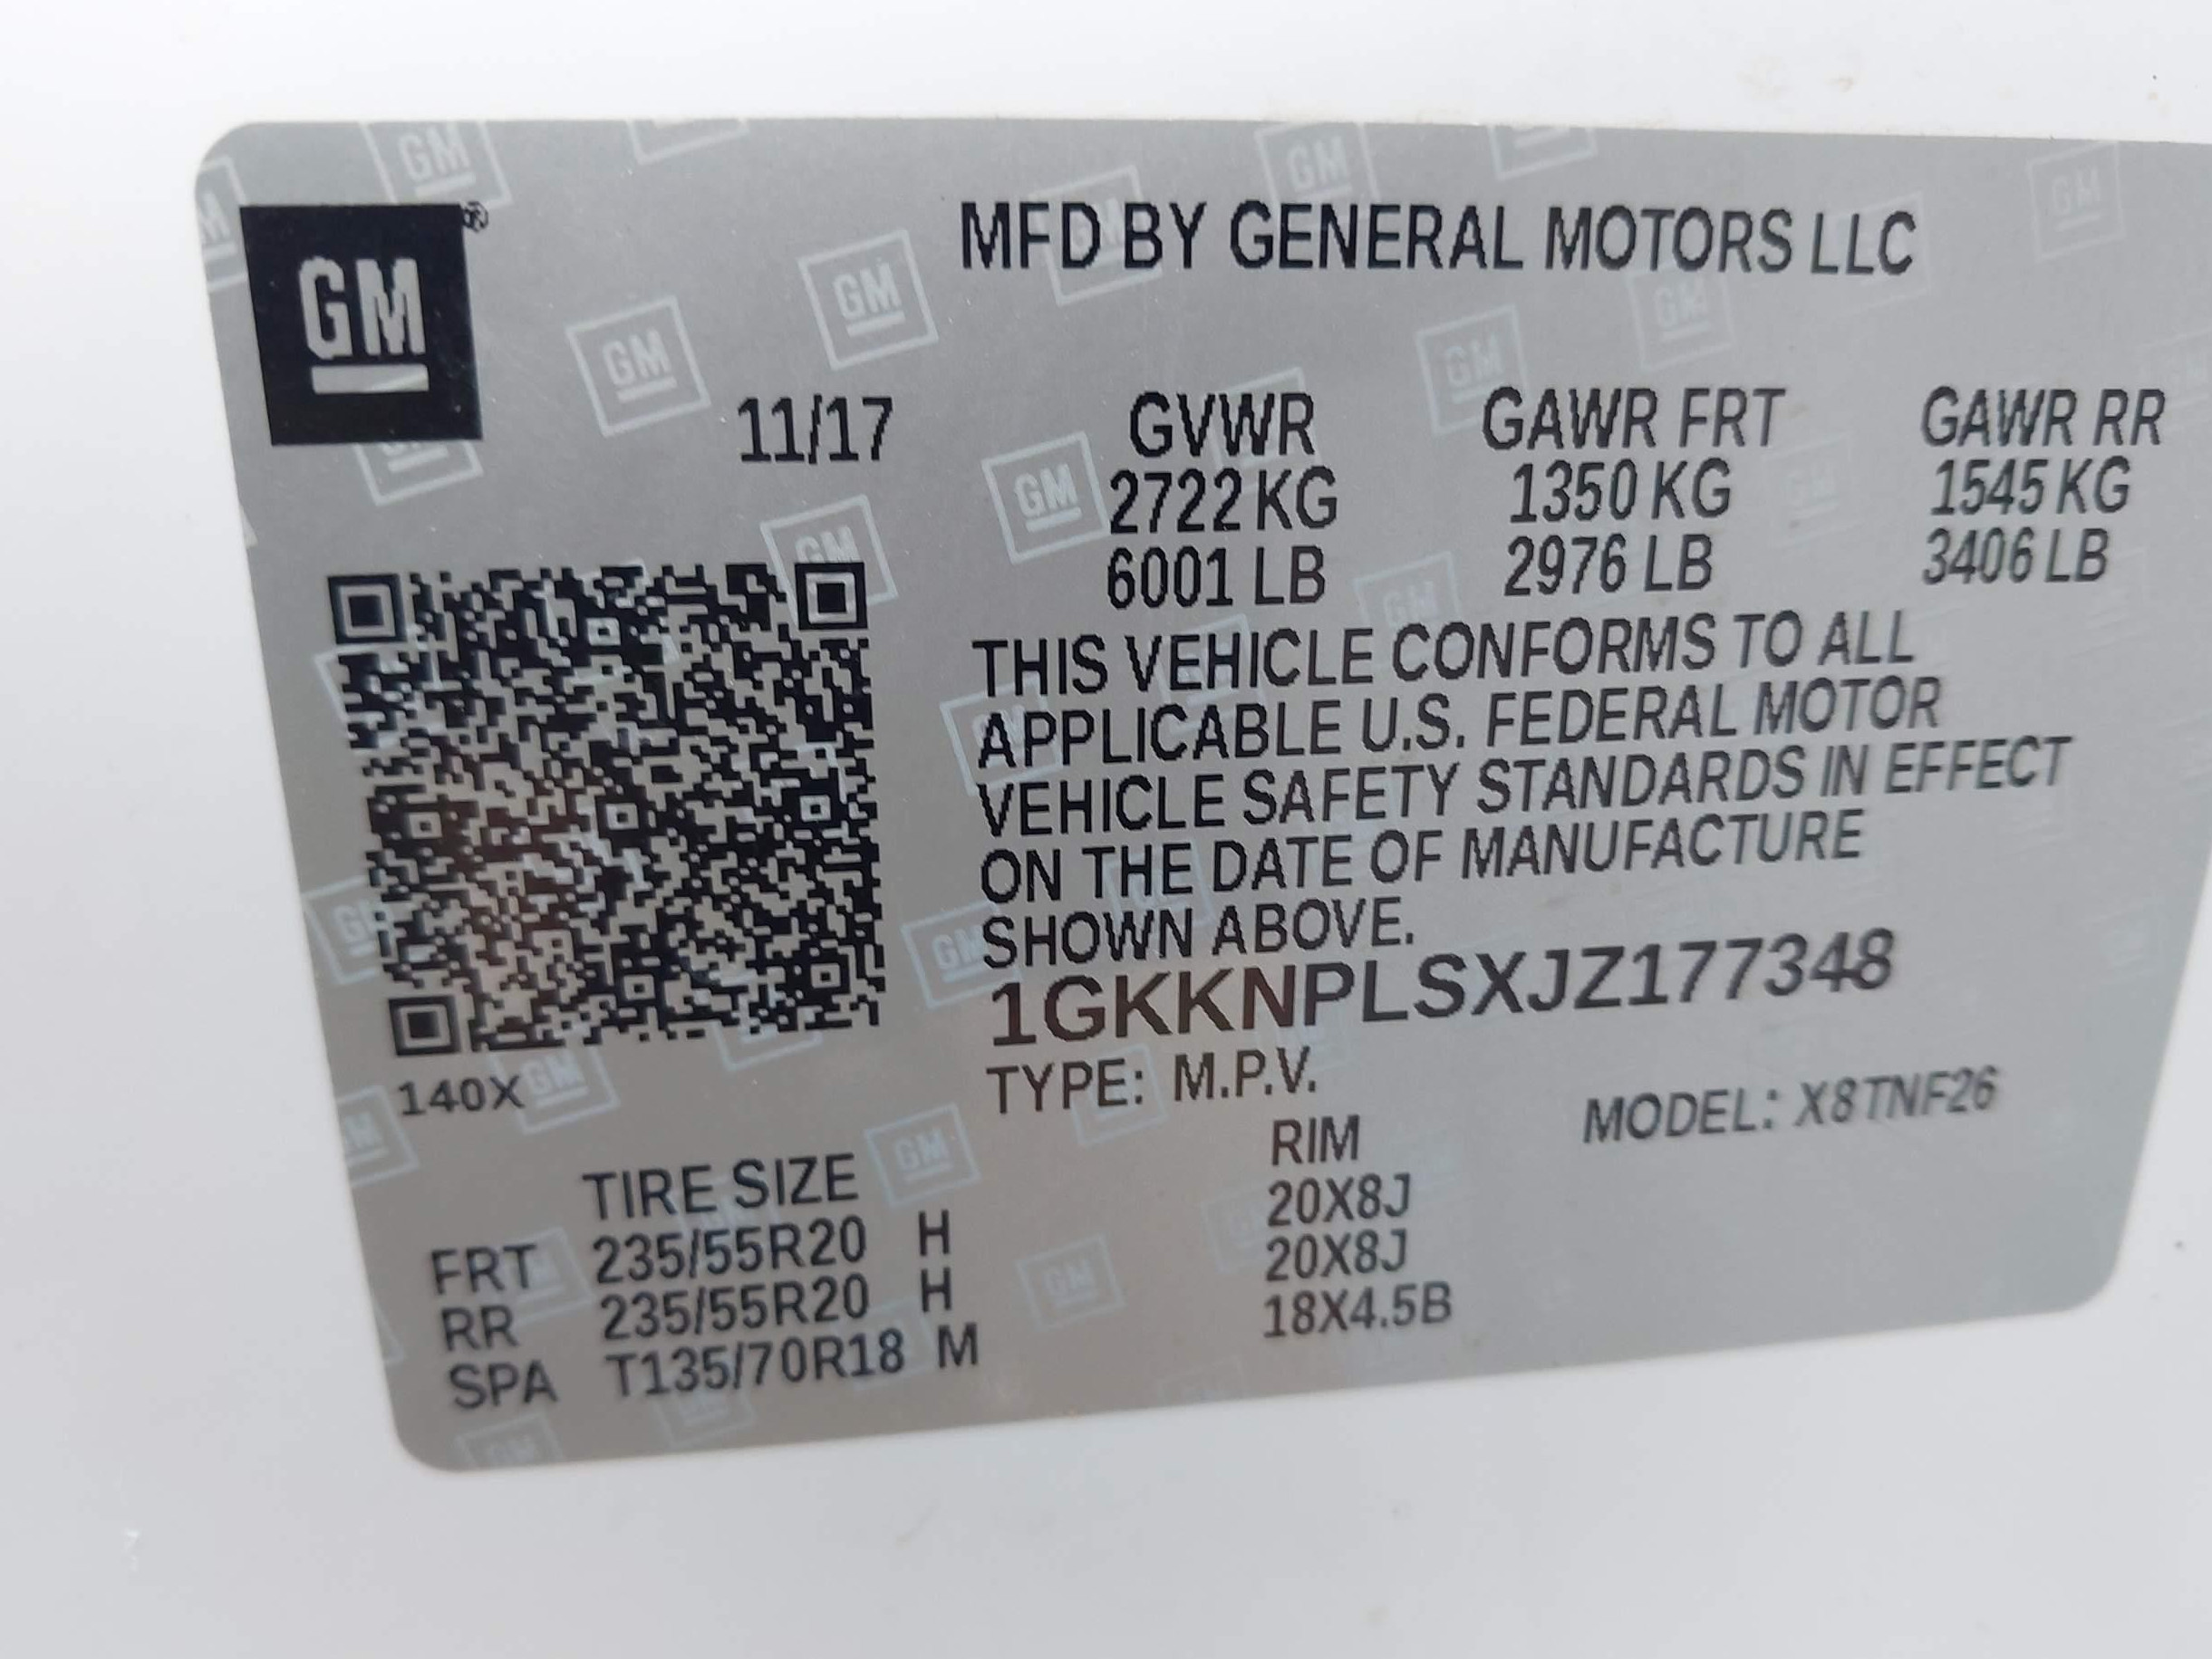 GM®
MFD BY GENERAL MOTORS LLC
11/17 GVWR GAWR FRT GAWR RR
2722 KG 1350 KG 1545 KG
6001 LB 2976 LB 3406 LB
THIS VEHICLE CONFORMS TO ALL
APPLICABLE U.S. FEDERAL MOTOR
VEHICLE SAFETY STANDARDS IN EFFECT
ON THE DATE OF MANUFACTURE
SHOWN ABOVE.
1GKKNPLSXJZ177348
140X
TYPE: M.P.V. MODEL: X8TNF26
TIRE SIZE RIM
FRT 235/55R20 H 20X8J
RR 235/55R20 H 20X8J
SPA T135/70R18 M 18X4.5B